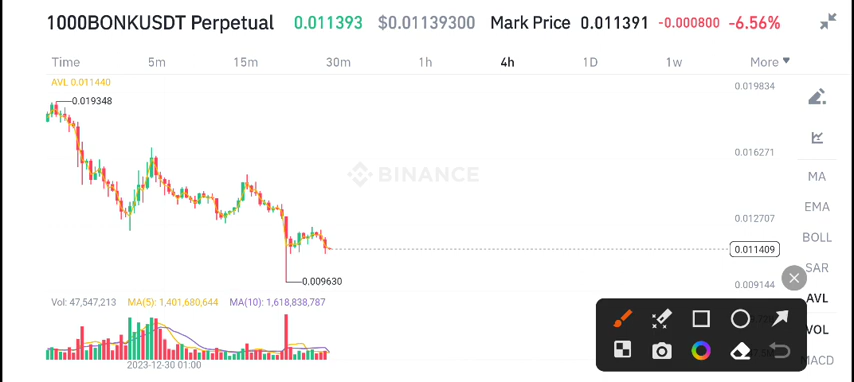 1000BONKUSDT Perpetual 0.011393 $0.01139300 Mark Price 0.011391 -0.000800 -6.56%
Time 5m 15m 30m 1h 4h 1D 1w More
AVL 0.011440
0.019834
0.019348
BINANCE
0.016271
MA
EMA
0.012707
BOLL
0.011409
SAR
0.009630
0.009144
Vol: 47,547,213 MA(5): 1,401,680,644 MA(10): 1,618,838,787
AVL
VOL
MACD
2023-12-30 01:00